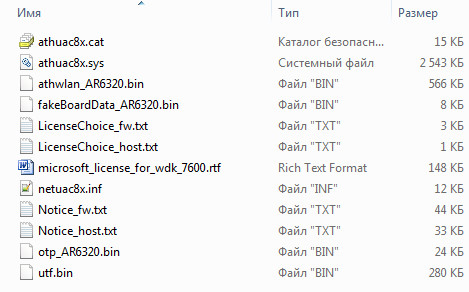 Имя Тип Размер
athuac8x.cat Каталог безопасн... 15 КБ
athuac8x.sys Системный файл 2 543 КБ
athwlan_AR6320.bin Файл "BIN" 566 КБ
fakeBoardData_AR6320.bin Файл "BIN" 8 КБ
LicenseChoice_fw.txt Файл "TXT" 3 КБ
LicenseChoice_host.txt Файл "TXT" 1 КБ
microsoft_license_for_wdk_7600.rtf Rich Text Format 148 КБ
netuac8x.inf Файл "INF" 12 КБ
Notice_fw.txt Файл "TXT" 44 КБ
Notice_host.txt Файл "TXT" 33 КБ
otp_AR6320.bin Файл "BIN" 24 КБ
utf.bin Файл "BIN" 280 КБ